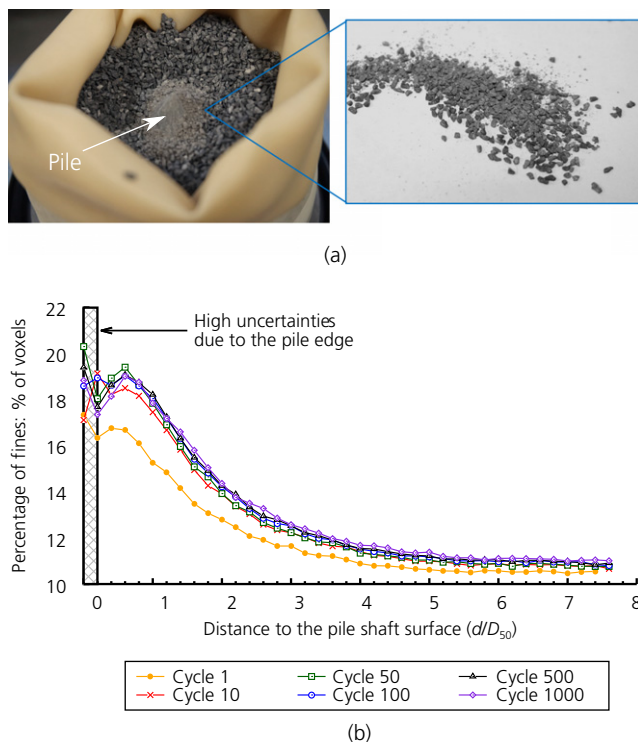 Pile
(a)
22
20
18
16
14
12
10
Percentage of fines: % of voxels
High uncertainties
due to the pile edge
0 1 2 3 4 5 6 7 8
Distance to the pile shaft surface (d/D50)
Cycle 1 Cycle 50 Cycle 500
Cycle 10 Cycle 100 Cycle 1000
(b)